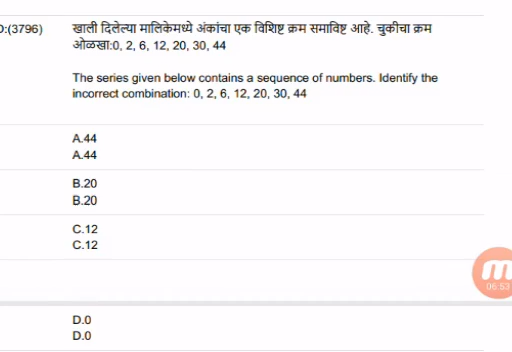 D:(3796)
खाली दिलेल्या मालिकेमध्ये अंकांचा एक विशिष्ट क्रम समाविष्ट आहे. चुकीचा क्रम
ओळखा:0, 2, 6, 12, 20, 30, 44
The series given below contains a sequence of numbers. Identify the
incorrect combination: 0, 2, 6, 12, 20, 30, 44
A.44
A.44
B.20
B.20
C.12
C.12
m
06:53
D.0
D.0